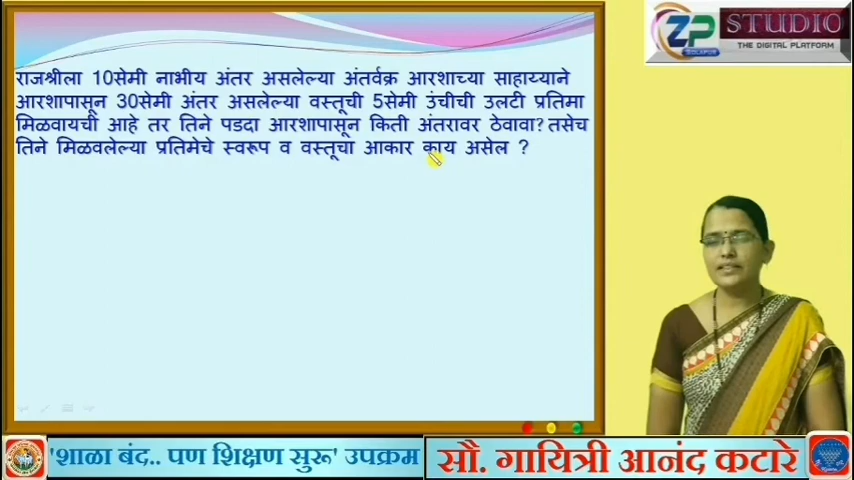 ZP STUDIO
SOLAPUR
THE DIGITAL PLATFORM
राजश्रीला 10सेमी नाभीय अंतर असलेल्या अंतर्वक्र आरशाच्या साहाय्याने
आरशापासून 30सेमी अंतर असलेल्या वस्तूची 5सेमी उंचीची उलटी प्रतिमा
मिळवायची आहे तर तिने पडदा आरशापासून किती अंतरावर ठेवावा? तसेच
तिने मिळवलेल्या प्रतिमेचे स्वरूप व वस्तूचा आकार काय असेल ?
'शाळा बंद.. पण शिक्षण सुरू' उपक्रम
सौ. गायित्री आनंद कटारे